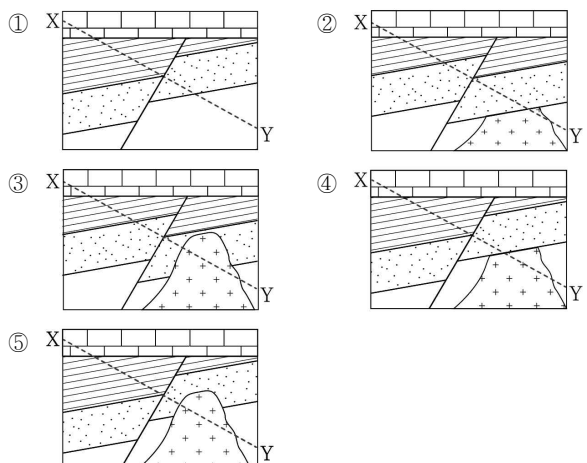 ① X Y
② X Y
③ X Y
④ X Y
⑤ X Y